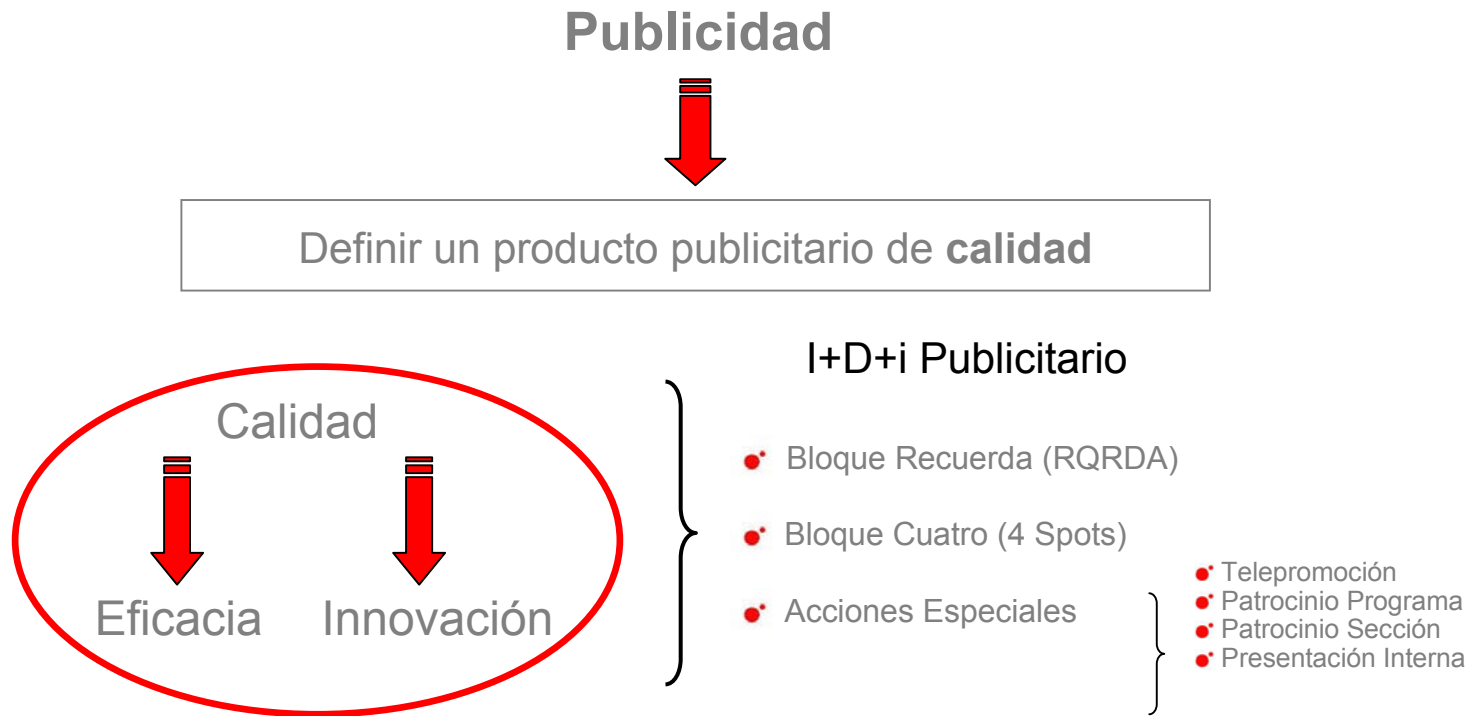 Publicidad
Definir un producto publicitario de calidad
I+D+i Publicitario
Calidad
Eficacia
Innovación
Bloque Recuerda (RQRDA)
Bloque Cuatro (4 Spots)
Acciones Especiales
Telepromoción
Patrocinio Programa
Patrocinio Sección
Presentación Interna